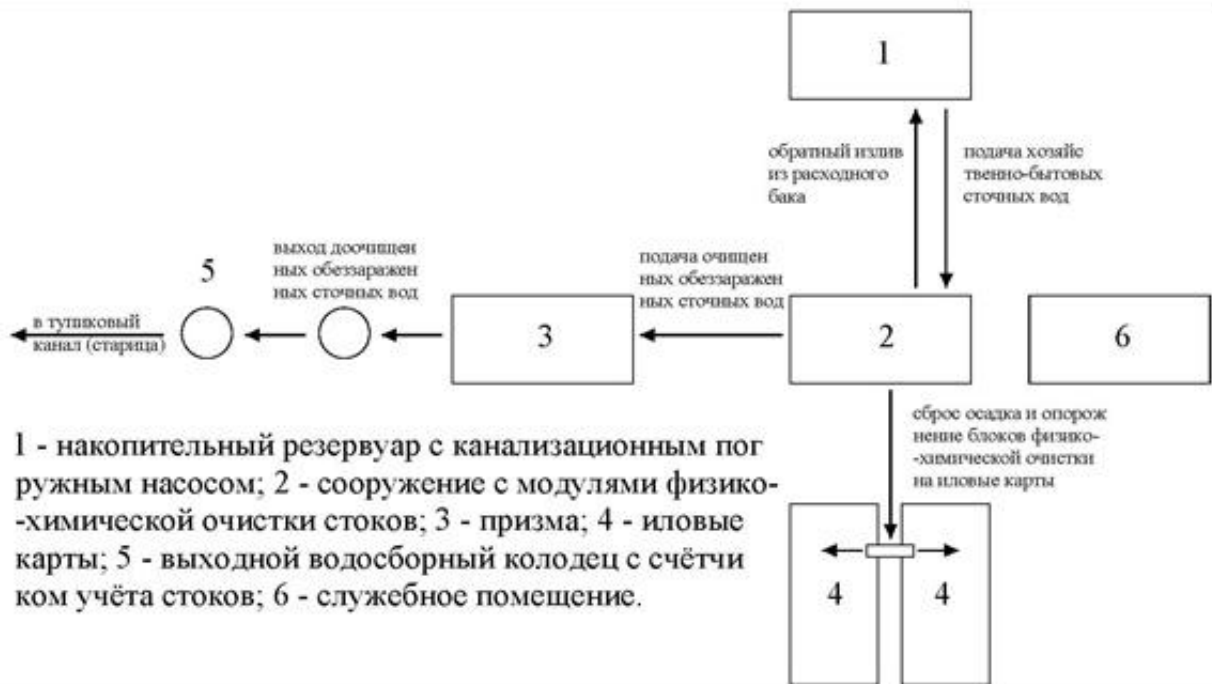 1
обратный излив
из расходного
бака
подача хозяйс
твенно-бытовых
сточных вод
5
выход доочищен
ных обеззаражен
ных сточных вод
подача очищен
ных обеззаражен
ных сточных вод
в тупиковый
канал (старица)
3
2
6
сброс осадка и опорож
нение блоков физико-
-химической очистки
на иловые карты
1 - накопительный резервуар с канализационным пог
ружным насосом; 2 - сооружение с модулями физико-
-химической очистки стоков; 3 - призма; 4 - иловые
карты; 5 - выходной водосборный колодец с счётчи
ком учёта стоков; 6 - служебное помещение.
4
4